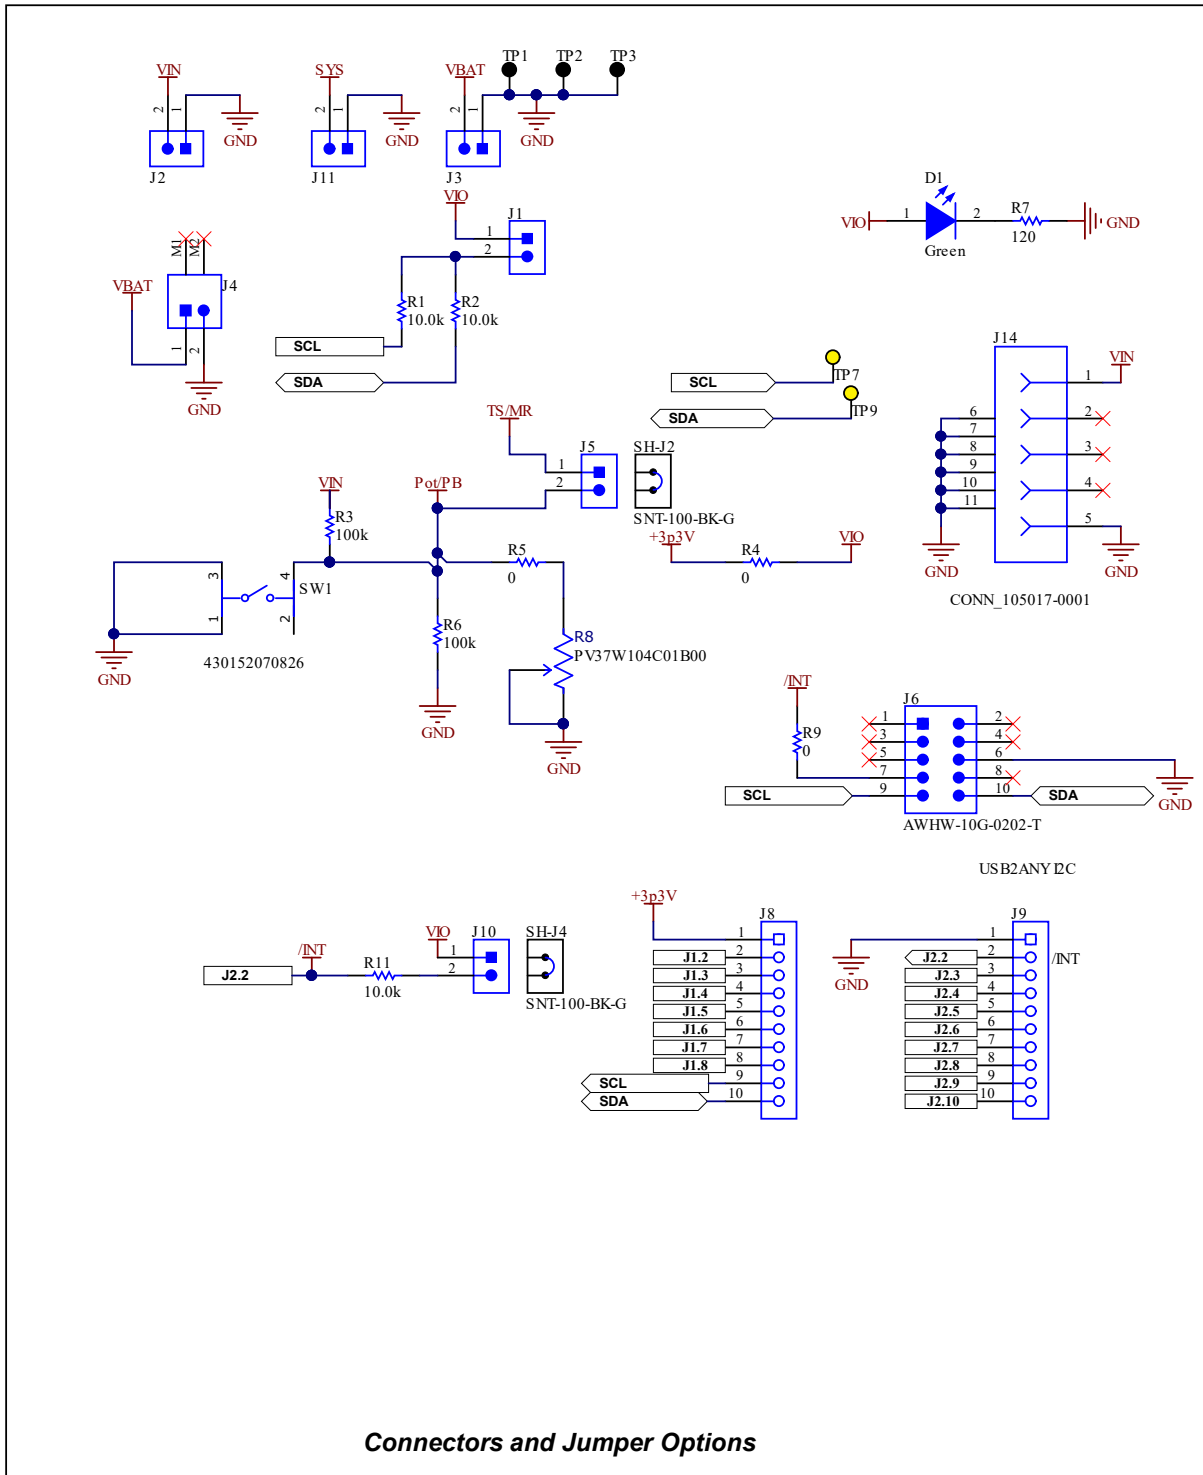 TP1 TP2 TP3
VIN SYS VBAT
2 1 2 1 2 1
GND GND GND
J2 J11 J3
VIO J1
1
2
D1
VIO 1 2 R7 GND
Green 120
M1 M2
VBAT J4
1 2
GND
R1 R2
10.0k 10.0k
SCL
SDA
SCL TP7
SDA TP9
J14
VIN
1
2
3
4
5
6
7
8
9
10
11
GND GND
CONN_105017-0001
TS/MR
J5 SH-J2
1
2
SNT-100-BK-G
VIN Pot/PB
R3
100k
+3p3V R4 VIO
0
R5
0
3 4
SW1
1 2
GND
430152070826
R6
100k
GND
R8
PV37W104C01B00
GND
/INT
J6
R9
0
1 2
3 4
5 6
7 8
9 10
SCL SDA
GND
AWHW-10G-0202-T
USB2ANY I2C
/INT VIO J10 SH-J4
J2.2 R11 1
10.0k 2
SNT-100-BK-G
+3p3V J8
1
J1.2 2
J1.3 3
J1.4 4
J1.5 5
J1.6 6
J1.7 7
J1.8 8
SCL 9
SDA 10
J9
GND 1
J2.2 2 /INT
J2.3 3
J2.4 4
J2.5 5
J2.6 6
J2.7 7
J2.8 8
J2.9 9
J2.10 10
Connectors and Jumper Options